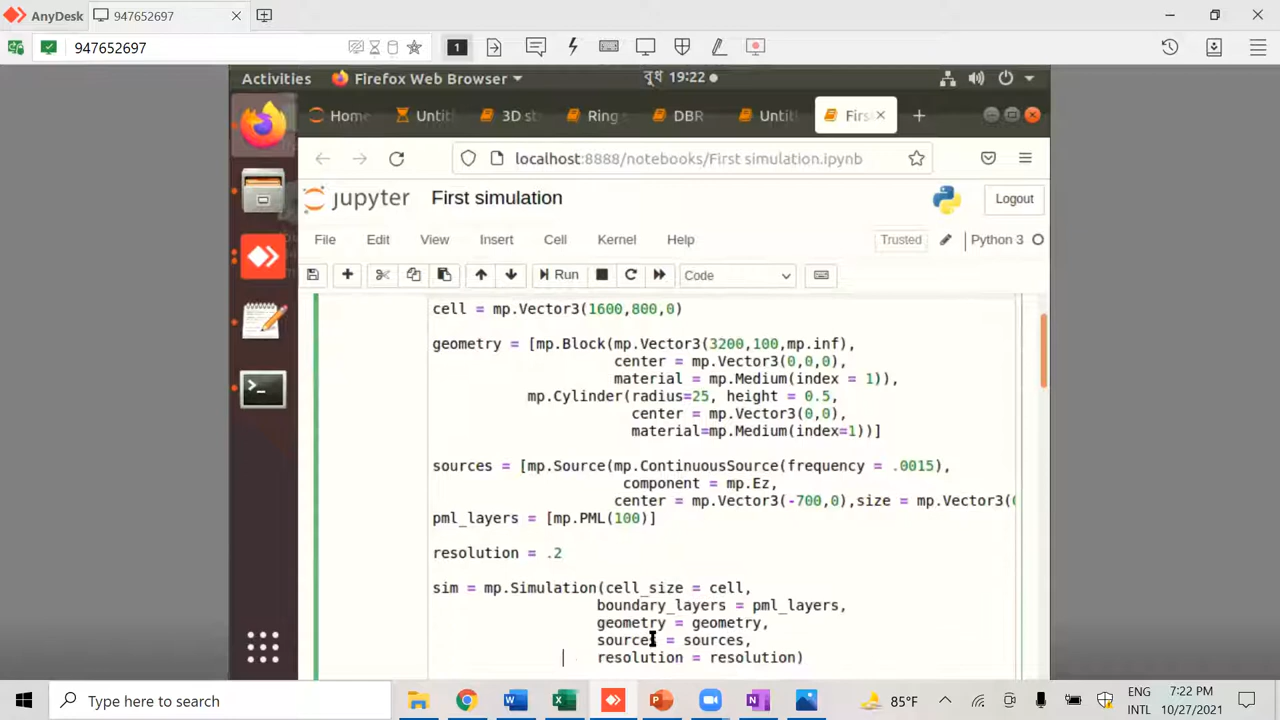 AnyDesk 947652697
947652697 1
Activities Firefox Web Browser বুধ 19:22
Home Untit 3D st Ring DBR Untit Firs
localhost:8888/notebooks/First simulation.ipynb
jupyter First simulation Logout
File Edit View Insert Cell Kernel Help Trusted Python 3
Run Code
cell = mp.Vector3(1600,800,0)
geometry = [mp.Block(mp.Vector3(3200,100,mp.inf),
center = mp.Vector3(0,0,0),
material = mp.Medium(index = 1)),
mp.Cylinder(radius=25, height = 0.5,
center = mp.Vector3(0,0),
material=mp.Medium(index=1))]
sources = [mp.Source(mp.ContinuousSource(frequency = .0015),
component = mp.Ez,
center = mp.Vector3(-700,0),size = mp.Vector3(
pml_layers = [mp.PML(100)]
resolution = .2
sim = mp.Simulation(cell_size = cell,
boundary_layers = pml_layers,
geometry = geometry,
sources = sources,
resolution = resolution)
Type here to search 85°F ENG INTL 7:22 PM 10/27/2021